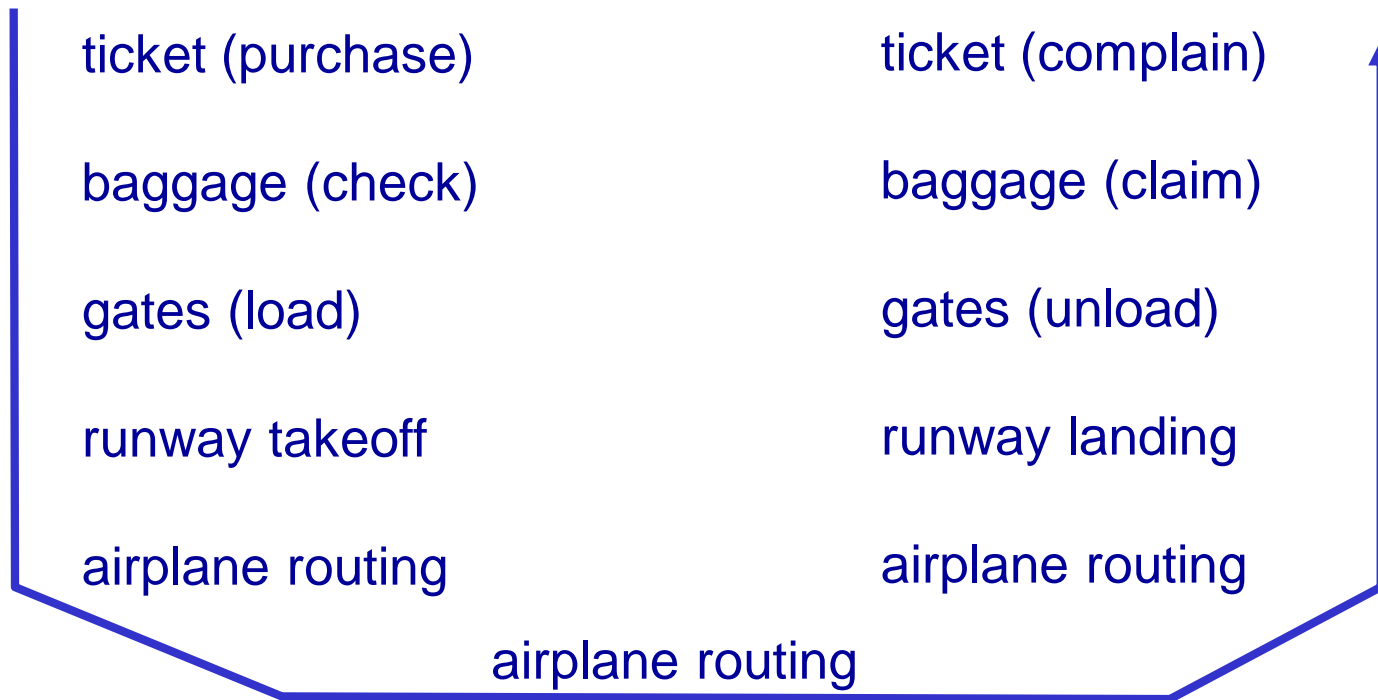 ticket (purchase)
baggage (check)
gates (load)
runway takeoff
airplane routing
ticket (complain)
baggage (claim)
gates (unload)
runway landing
airplane routing
airplane routing